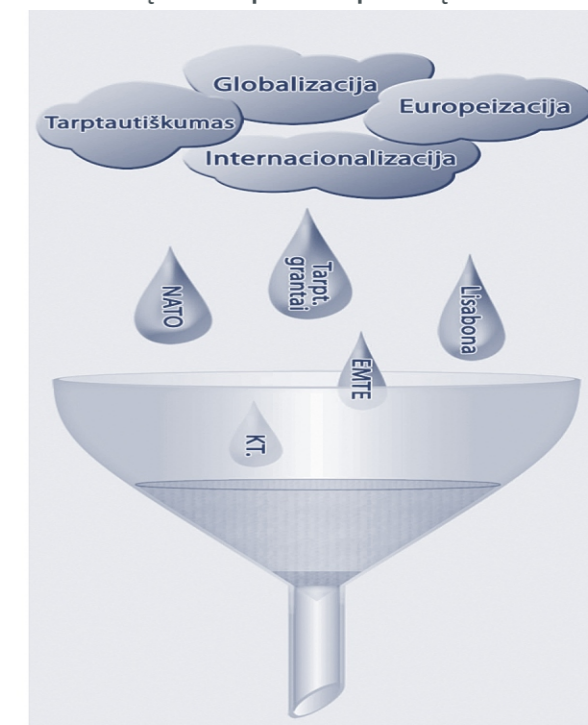 Globalizacija
Europeizacija
Tarptautiškumas
Internacionalizacija
Tarpt.
grantai
NATO
Lisabona
EMTE
KT.